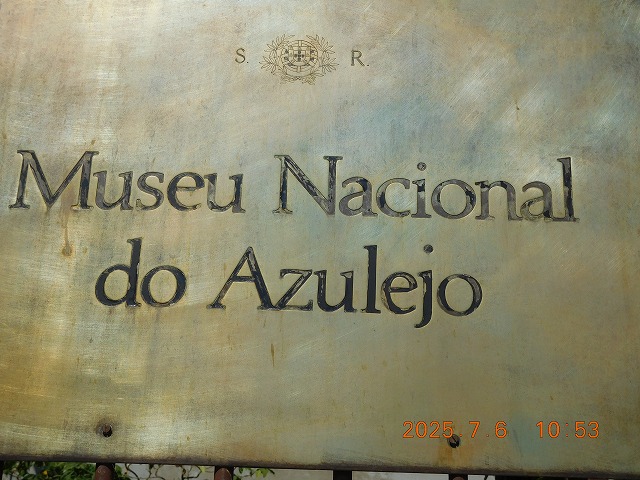 S. R.
Museu Nacional
do Azulejo
2025. 7. 6 10:53